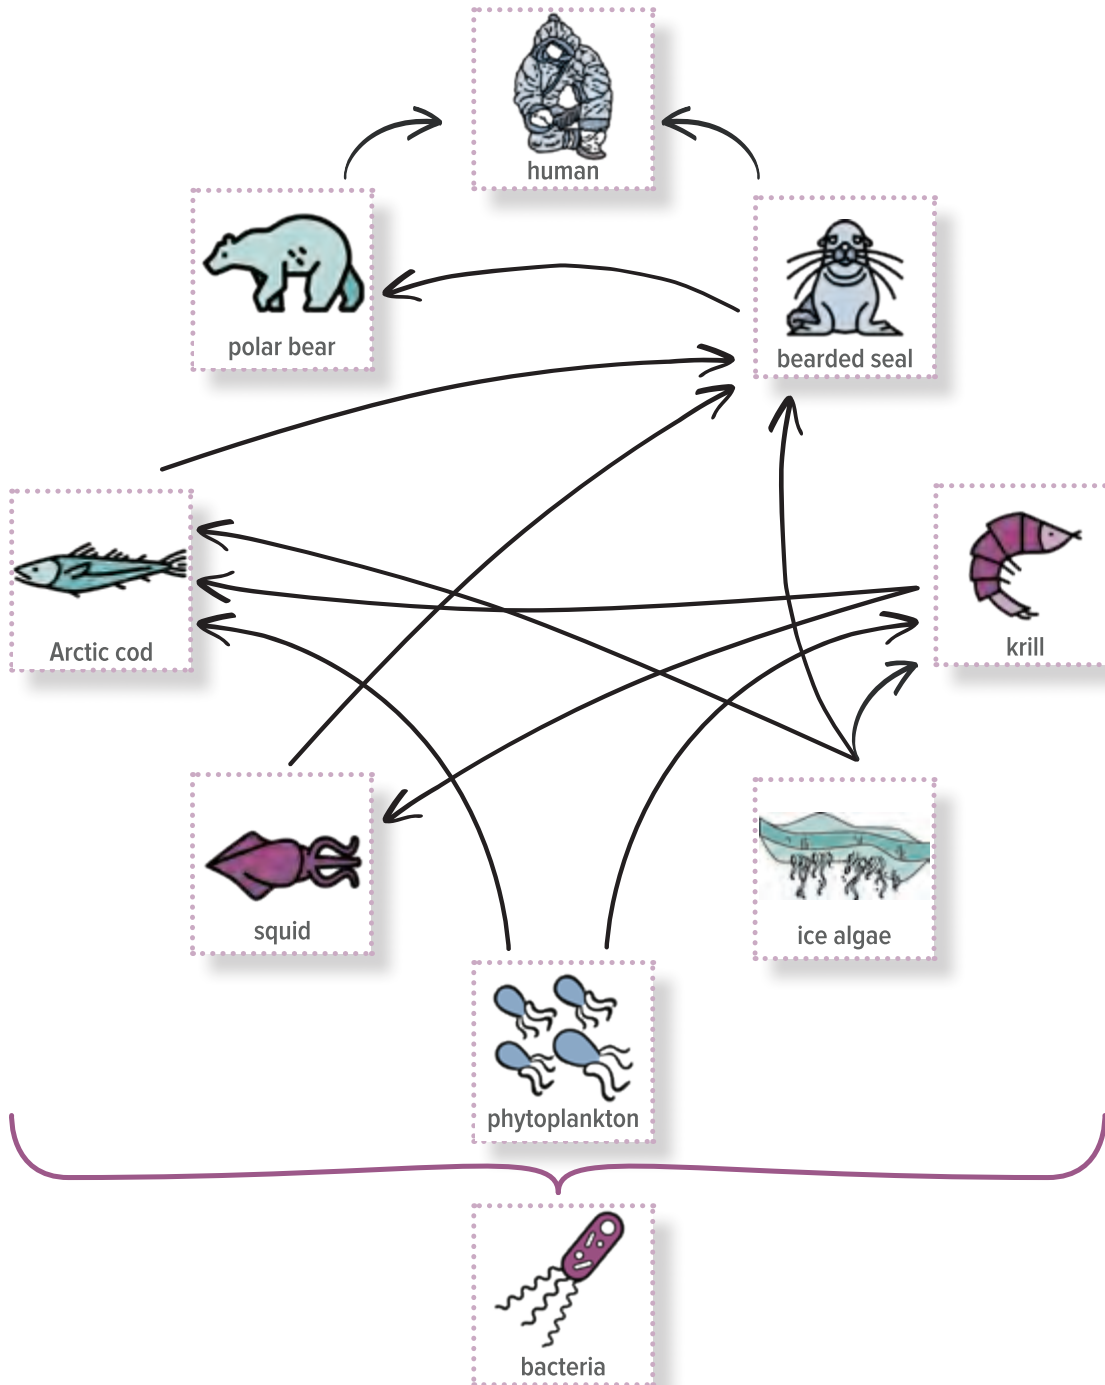 human
polar bear
bearded seal
Arctic cod
krill
squid
ice algae
phytoplankton
bacteria